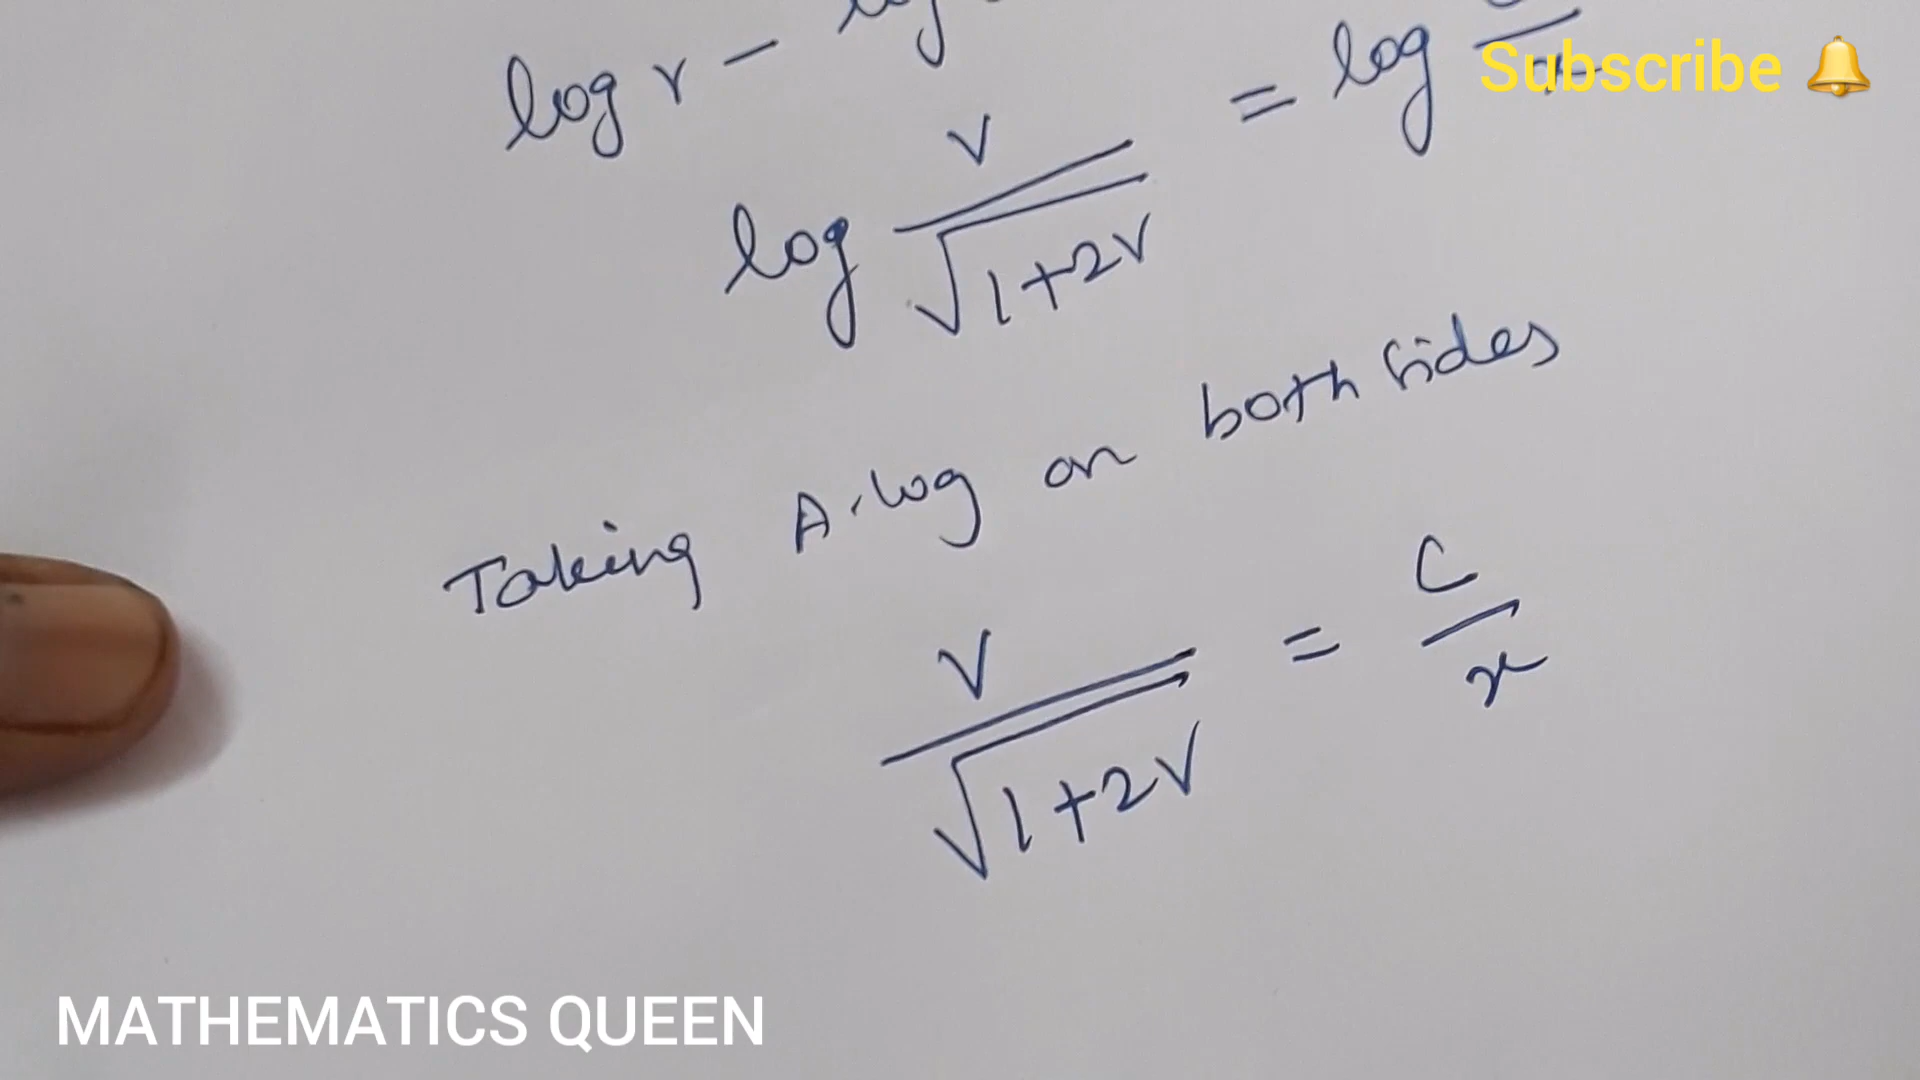 log v - log
log v/√1+2v = log c/x
Subscribe 🔔
Taking A.log on both sides
v/√1+2v = c/x
MATHEMATICS QUEEN